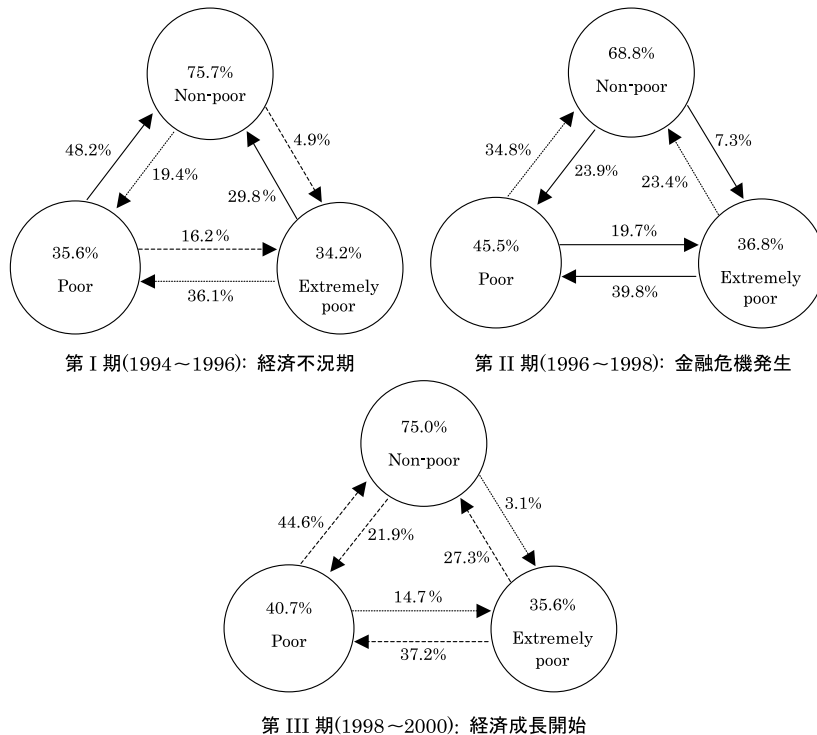 75.7%
Non-poor
48.2%
19.4%
4.9%
29.8%
35.6%
Poor
16.2%
36.1%
34.2%
Extremely
poor
第 I 期(1994～1996): 経済不況期
68.8%
Non-poor
34.8%
23.9%
7.3%
23.4%
45.5%
Poor
19.7%
39.8%
36.8%
Extremely
poor
第 II 期(1996～1998): 金融危機発生
75.0%
Non-poor
44.6%
21.9%
3.1%
27.3%
40.7%
Poor
14.7%
37.2%
35.6%
Extremely
poor
第 III 期(1998～2000): 経済成長開始